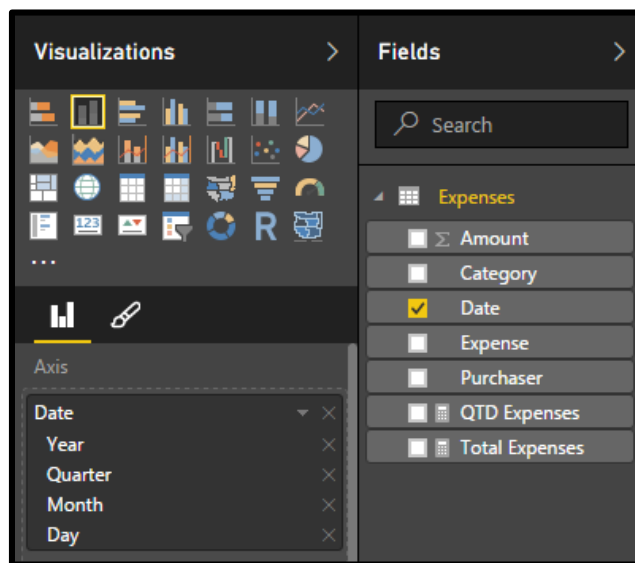 Visualizations
123
R
...
Axis
Date
Year
Quarter
Month
Day
Fields
Search
Expenses
Σ Amount
Category
Date
Expense
Purchaser
QTD Expenses
Total Expenses